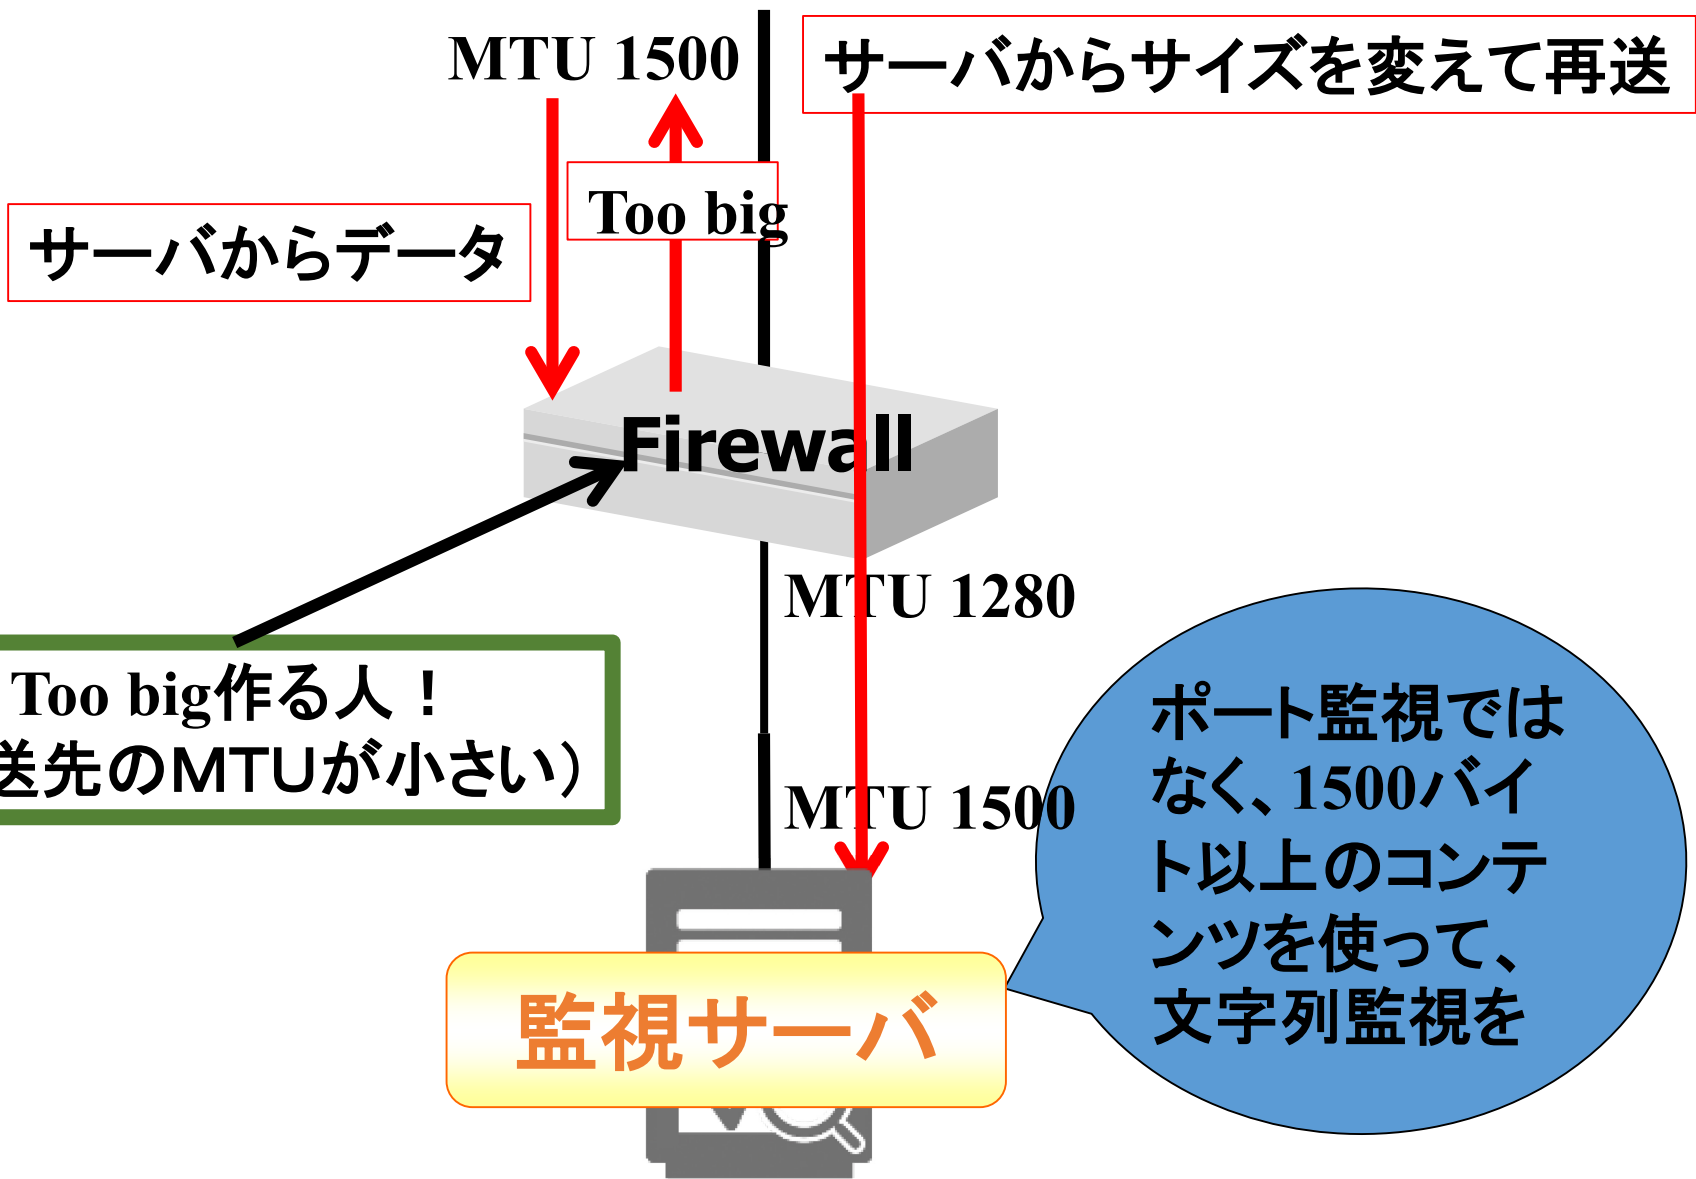 MTU 1500
サーバからサイズを変えて再送
Too big
サーバからデータ
Firewall
MTU 1280
Too big作る人！
送先のMTUが小さい）
MTU 1500
ポート監視では
なく、1500バイ
ト以上のコンテ
ンツを使って、
文字列監視を
監視サーバ